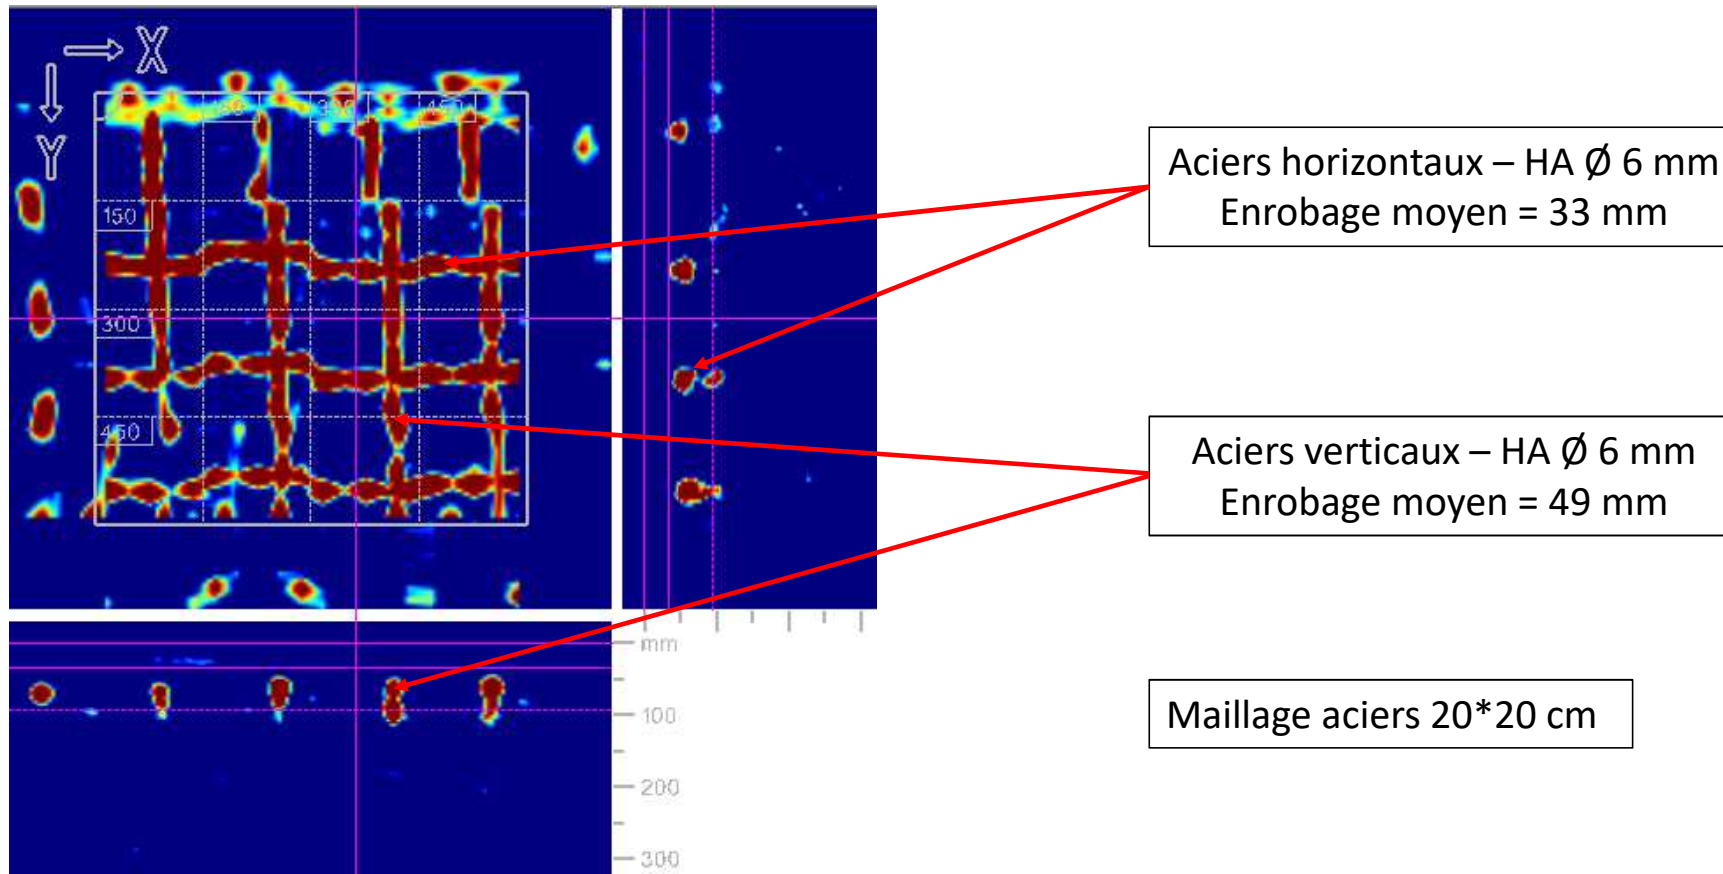 X
Y
150
300
450
150
300
450
mm
100
200
300
Aciers horizontaux – HA Ø 6 mm
Enrobage moyen = 33 mm
Aciers verticaux – HA Ø 6 mm
Enrobage moyen = 49 mm
Maillage aciers 20*20 cm